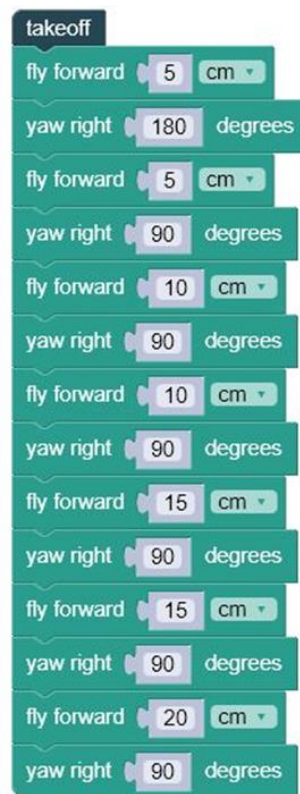 takeoff
fly forward 5 cm
yaw right 180 degrees
fly forward 5 cm
yaw right 90 degrees
fly forward 10 cm
yaw right 90 degrees
fly forward 10 cm
yaw right 90 degrees
fly forward 15 cm
yaw right 90 degrees
fly forward 15 cm
yaw right 90 degrees
fly forward 20 cm
yaw right 90 degrees